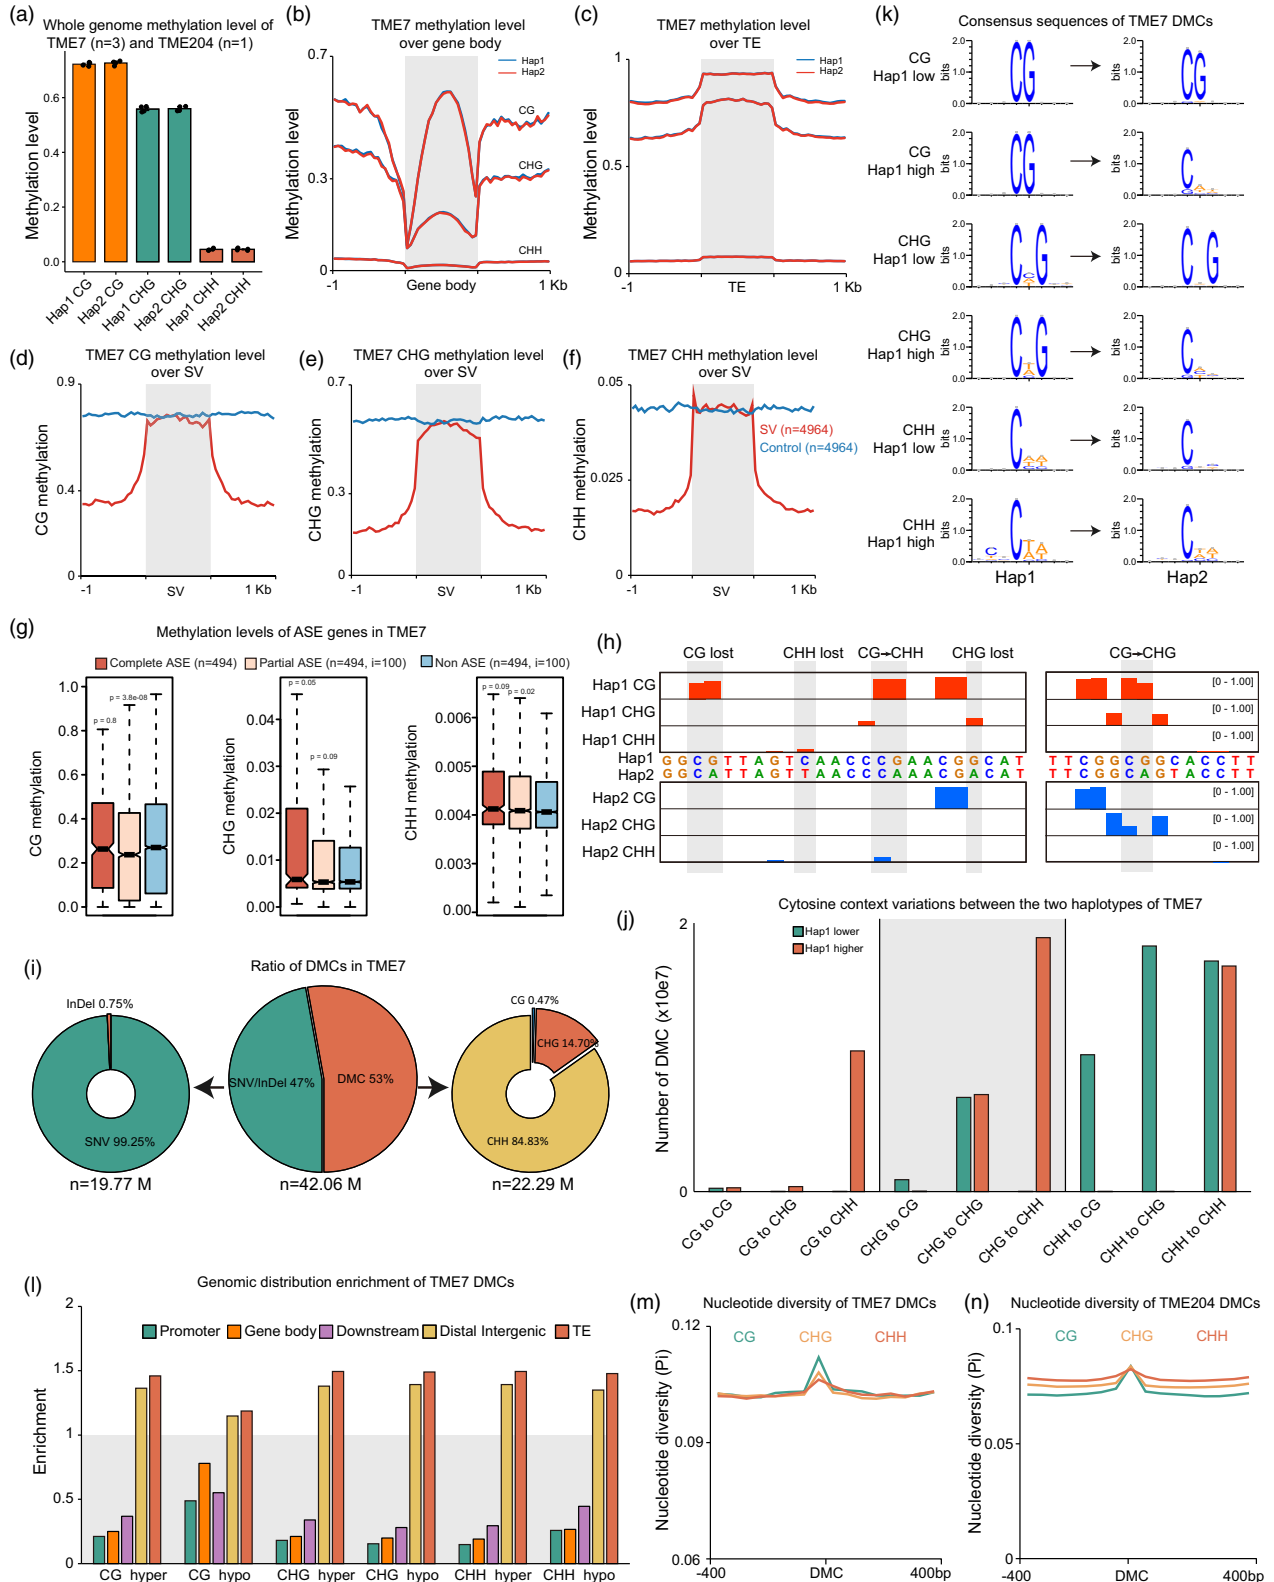 (a) Whole genome methylation level of
TME7 (n=3) and TME204 (n=1)
Methylation level
0.6
0.4
0.2
0.0
Hap1 CG
Hap2 CG
Hap1 CHG
Hap2 CHG
Hap1 CHH
Hap2 CHH
(b) TME7 methylation level
over gene body
Hap1
Hap2
Methylation level
0.7
0.3
0
CG
CHG
CHH
-1 Gene body 1 Kb
(c) TME7 methylation level
over TE
Hap1
Hap2
Methylation level
1
0.5
0
-1 TE 1 Kb
(k) Consensus sequences of TME7 DMCs
CG
Hap1 low
CG
Hap1 high
CHG
Hap1 low
CHG
Hap1 high
CHH
Hap1 low
CHH
Hap1 high
bits
2.0
1.0
0.0
Hap1 Hap2
(d) TME7 CG methylation level
over SV
CG methylation
0.9
0.4
0
-1 SV 1 Kb
(e) TME7 CHG methylation level
over SV
CHG methylation
0.7
0.3
0
-1 SV 1 Kb
(f) TME7 CHH methylation level
over SV
CHH methylation
0.05
0.025
0
SV (n=4964)
Control (n=4964)
-1 SV 1 Kb
(g) Methylation levels of ASE genes in TME7
Complete ASE (n=494) Partial ASE (n=494, i=100) Non ASE (n=494, i=100)
CG methylation
1.0
0.8
0.6
0.4
0.2
0.0
p = 0.8
p = 3.8e-08
CHG methylation
0.04
0.03
0.02
0.01
0.00
p = 0.05
p = 0.09
CHH methylation
0.006
0.005
0.004
0.003
0.00
p = 0.09
p = 0.02
(h) CG lost CHH lost CG→CHH CHG lost CG→CHG
Hap1 CG [0 - 1.00]
Hap1 CHG [0 - 1.00]
Hap1 CHH [0 - 1.00]
Hap1 G G C G T T A G T C A A C C C G A A C G G C A T T T C G G C G G C A C C T T
Hap2 G G C A T T A G T T A A C C C A A A C G A C A T T T C G G C A G C A C C T T
Hap2 CG [0 - 1.00]
Hap2 CHG [0 - 1.00]
Hap2 CHH [0 - 1.00]
(i) Ratio of DMCs in TME7
InDel 0.75%
SNV 99.25%
n=19.77 M
SNV/InDel 47%
DMC 53%
n=42.06 M
CG 0.47%
CHG 14.70%
CHH 84.83%
n=22.29 M
(j) Cytosine context variations between the two haplotypes of TME7
Hap1 lower
Hap1 higher
Number of DMC (x10e7)
2
0
CG to CG
CG to CHG
CG to CHH
CHG to CG
CHG to CHG
CHG to CHH
CHH to CG
CHH to CHG
CHH to CHH
(l) Genomic distribution enrichment of TME7 DMCs
Promoter Gene body Downstream Distal Intergenic TE
Enrichment
2
1.5
1
0.5
0
CG hyper CG hypo CHG hyper CHG hypo CHH hyper CHH hypo
(m) Nucleotide diversity of TME7 DMCs
CG CHG CHH
Nucleotide diversity (Pi)
0.12
0.09
0.06
-400 DMC 400bp
(n) Nucleotide diversity of TME204 DMCs
CG CHG CHH
Nucleotide diversity (Pi)
0.1
0.05
0
-400 DMC 400bp